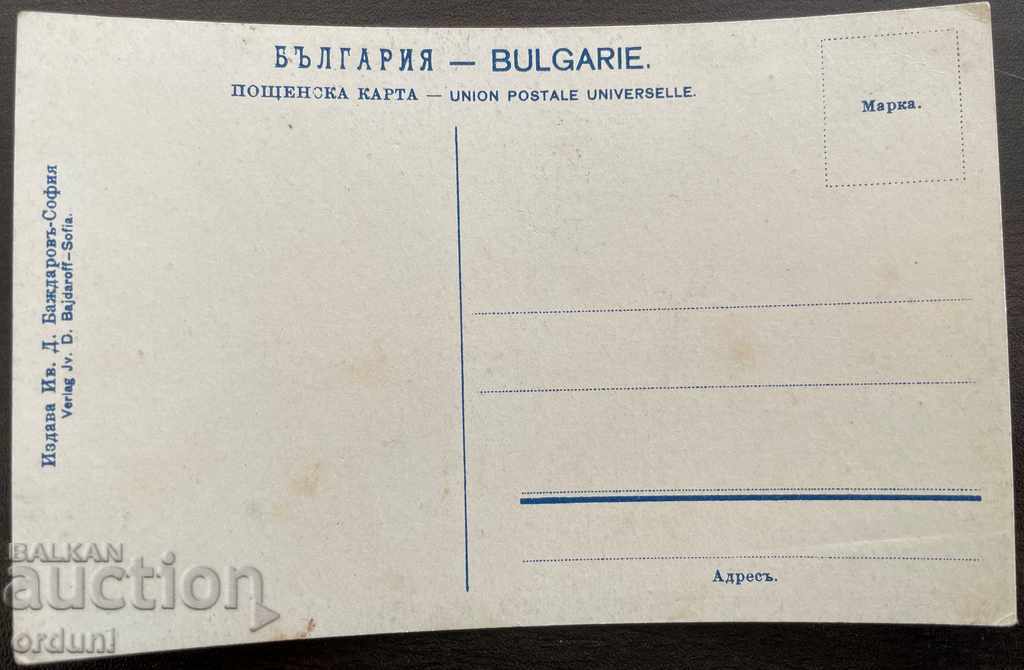 БЪЛГАРИЯ — BULGARIE.
ПОЩЕНСКА КАРТА — UNION POSTALE UNIVERSELLE.
Марка.
Издава Ив. Д. Баждаровъ-София
Verlag Jv. D. Bajdaroff-Sofia.
Адресъ.
BALKAN
auction
orduni